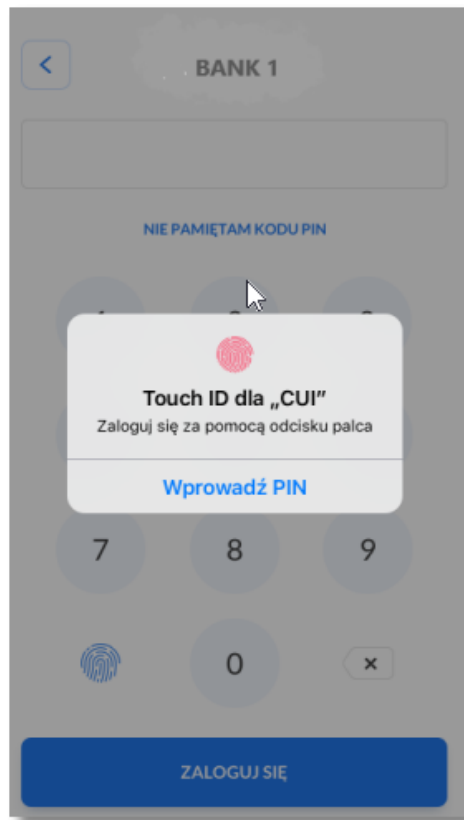 BANK 1
NIE PAMIĘTAM KODU PIN
Touch ID dla „CUI”
Zaloguj się za pomocą odcisku palca
Wprowadź PIN
7 8 9
0
ZALOGUJ SIĘ